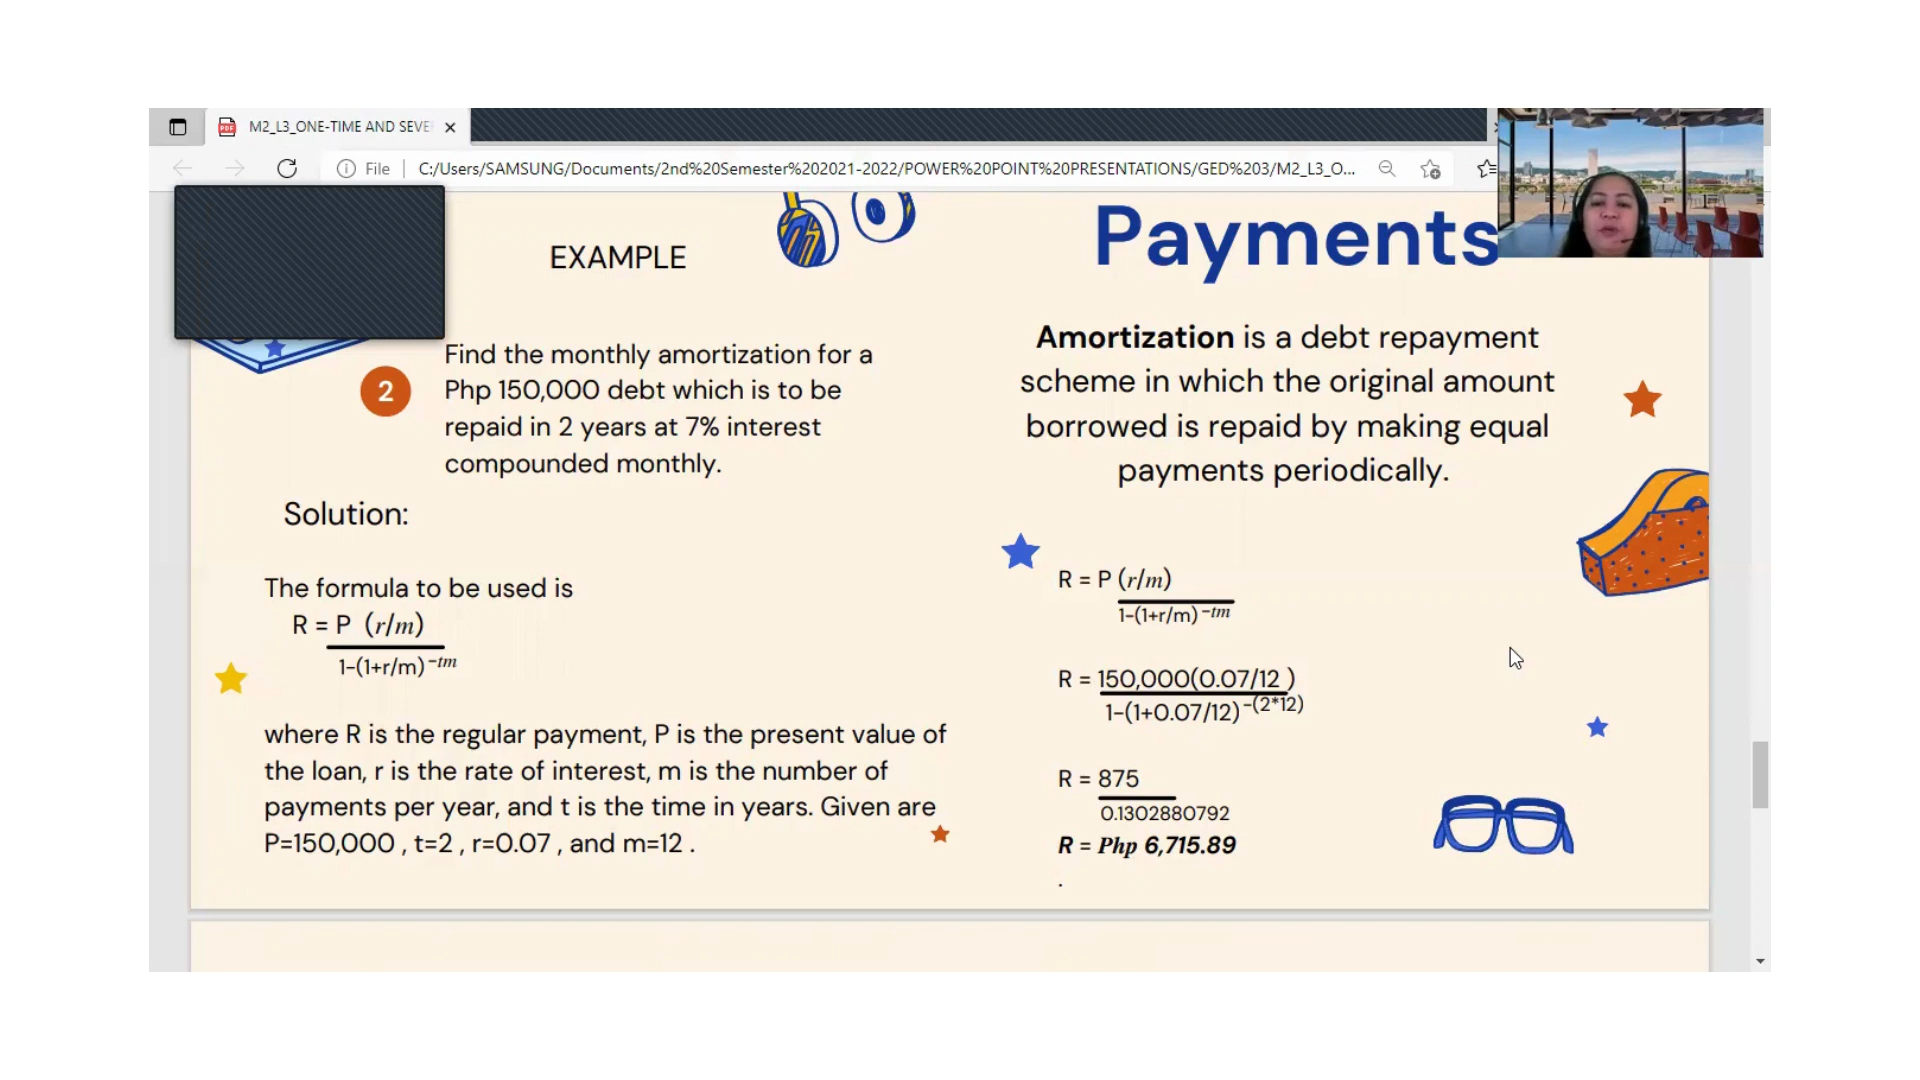 M2_L3_ONE-TIME AND SEVE
File
C:/Users/SAMSUNG/Documents/2nd%20Semester%202021-2022/POWER%20POINT%20PRESENTATIONS/GED%203/M2_L3_O...
EXAMPLE
2
Find the monthly amortization for a
Php 150,000 debt which is to be
repaid in 2 years at 7% interest
compounded monthly.
Solution:
The formula to be used is
R = P (r/m)
1-(1+r/m)⁻ᵗᵐ
where R is the regular payment, P is the present value of
the loan, r is the rate of interest, m is the number of
payments per year, and t is the time in years. Given are
P=150,000 , t=2 , r=0.07 , and m=12 .
Payments
Amortization is a debt repayment
scheme in which the original amount
borrowed is repaid by making equal
payments periodically.
R = P (r/m)
1-(1+r/m)⁻ᵗᵐ
R = 150,000(0.07/12 )
1-(1+0.07/12)-(2*12)
R = 875
0.1302880792
R = Php 6,715.89
.